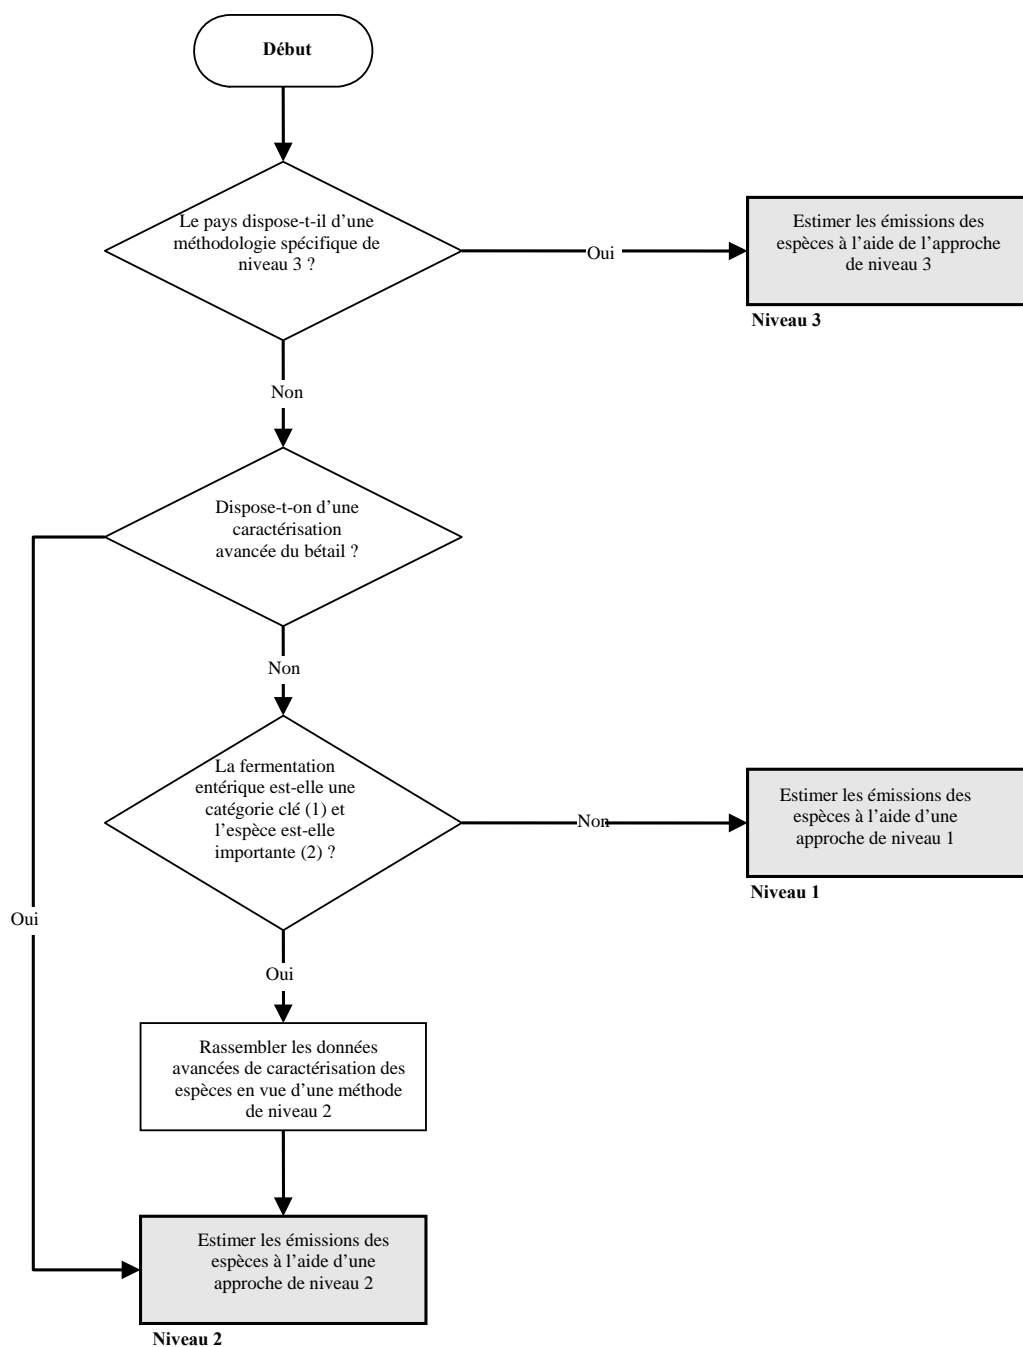 Début
Le pays dispose-t-il d’une
méthodologie spécifique de
niveau 3 ?
Oui
Estimer les émissions des
espèces à l’aide de l’approche
de niveau 3
Niveau 3
Non
Dispose-t-on d’une
caractérisation
avancée du bétail ?
Non
La fermentation
entérique est-elle une
catégorie clé (1) et
l’espèce est-elle
importante (2) ?
Non
Estimer les émissions des
espèces à l’aide d’une
approche de niveau 1
Niveau 1
Oui
Oui
Rassembler les données
avancées de caractérisation des
espèces en vue d’une méthode
de niveau 2
Estimer les émissions des
espèces à l’aide d’une
approche de niveau 2
Niveau 2